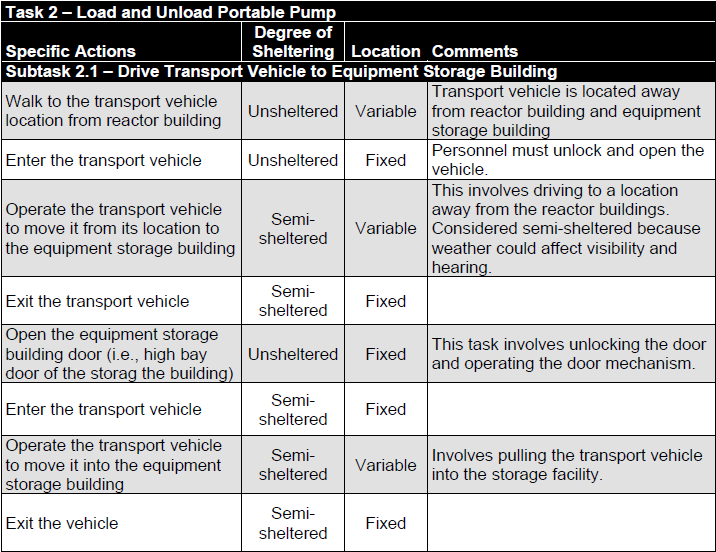 Task 2 – Load and Unload Portable Pump
Specific Actions
Degree of
Sheltering
Location
Comments
Subtask 2.1 – Drive Transport Vehicle to Equipment Storage Building
Walk to the transport vehicle
location from reactor building
Unsheltered
Variable
Transport vehicle is located away
from reactor building and equipment
storage building
Enter the transport vehicle
Unsheltered
Fixed
Personnel must unlock and open the
vehicle.
Operate the transport vehicle
to move it from its location to
the equipment storage building
Semi-
sheltered
Variable
This involves driving to a location
away from the reactor buildings.
Considered semi-sheltered because
weather could affect visibility and
hearing.
Exit the transport vehicle
Semi-
sheltered
Fixed
Open the equipment storage
building door (i.e., high bay
door of the storag the building)
Unsheltered
Fixed
This task involves unlocking the door
and operating the door mechanism.
Enter the transport vehicle
Semi-
sheltered
Fixed
Operate the transport vehicle
to move it into the equipment
storage building
Semi-
sheltered
Variable
Involves pulling the transport vehicle
into the storage facility.
Exit the vehicle
Semi-
sheltered
Fixed